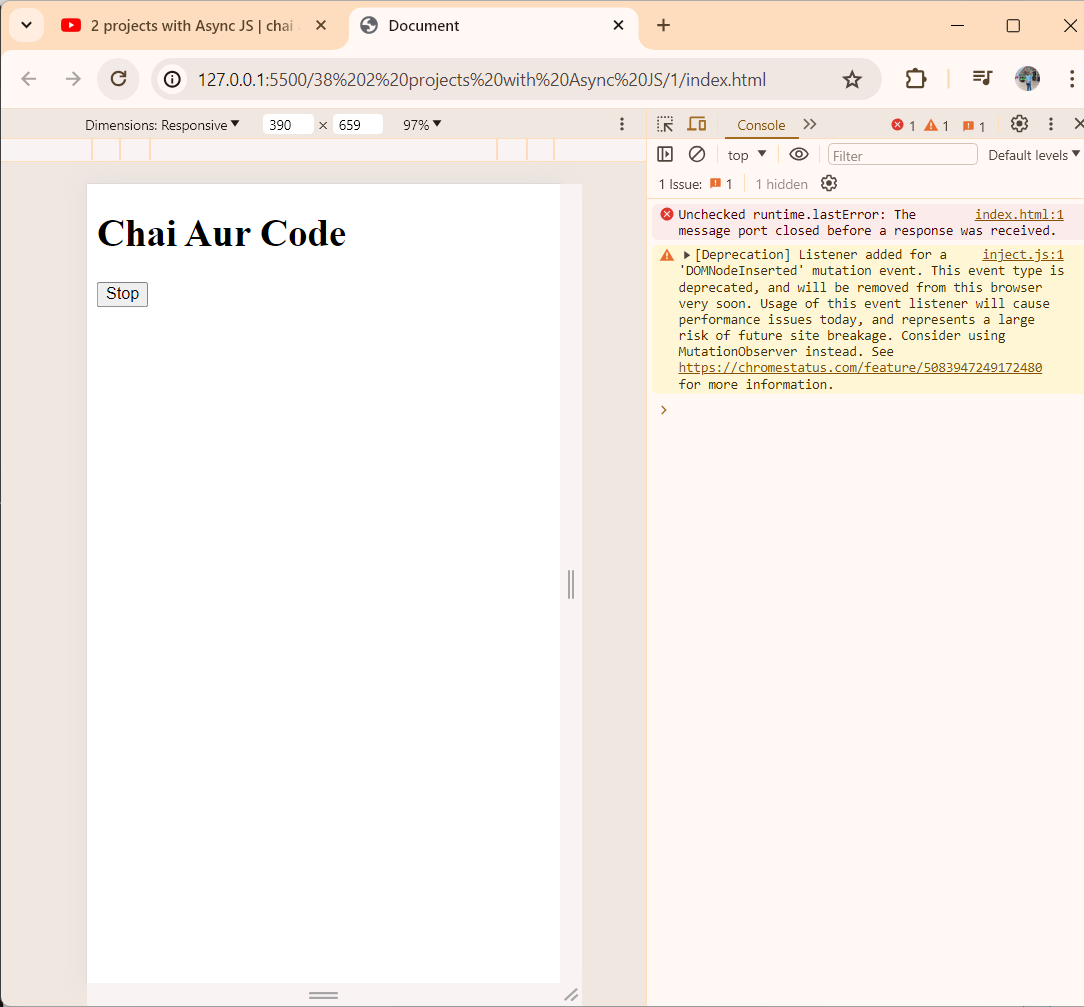 2 projects with Async JS | chai
Document
127.0.0.1:5500/38%202%20projects%20with%20Async%20JS/1/index.html
Dimensions: Responsive 390 × 659 97%
Console 1 1 1
top Filter Default levels
1 Issue: 1 1 hidden
Chai Aur Code
Stop
Unchecked runtime.lastError: The index.html:1
message port closed before a response was received.
[Deprecation] Listener added for a inject.js:1
'DOMNodeInserted' mutation event. This event type is
deprecated, and will be removed from this browser
very soon. Usage of this event listener will cause
performance issues today, and represents a large
risk of future site breakage. Consider using
MutationObserver instead. See
https://chromestatus.com/feature/5083947249172480
for more information.